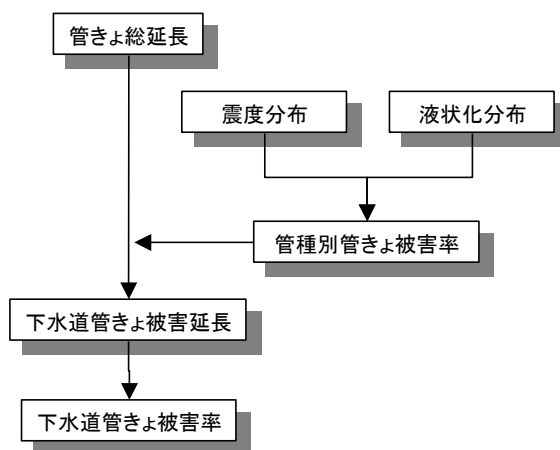 管きょ総延長
震度分布
液状化分布
管種別管きょ被害率
下水道管きょ被害延長
下水道管きょ被害率